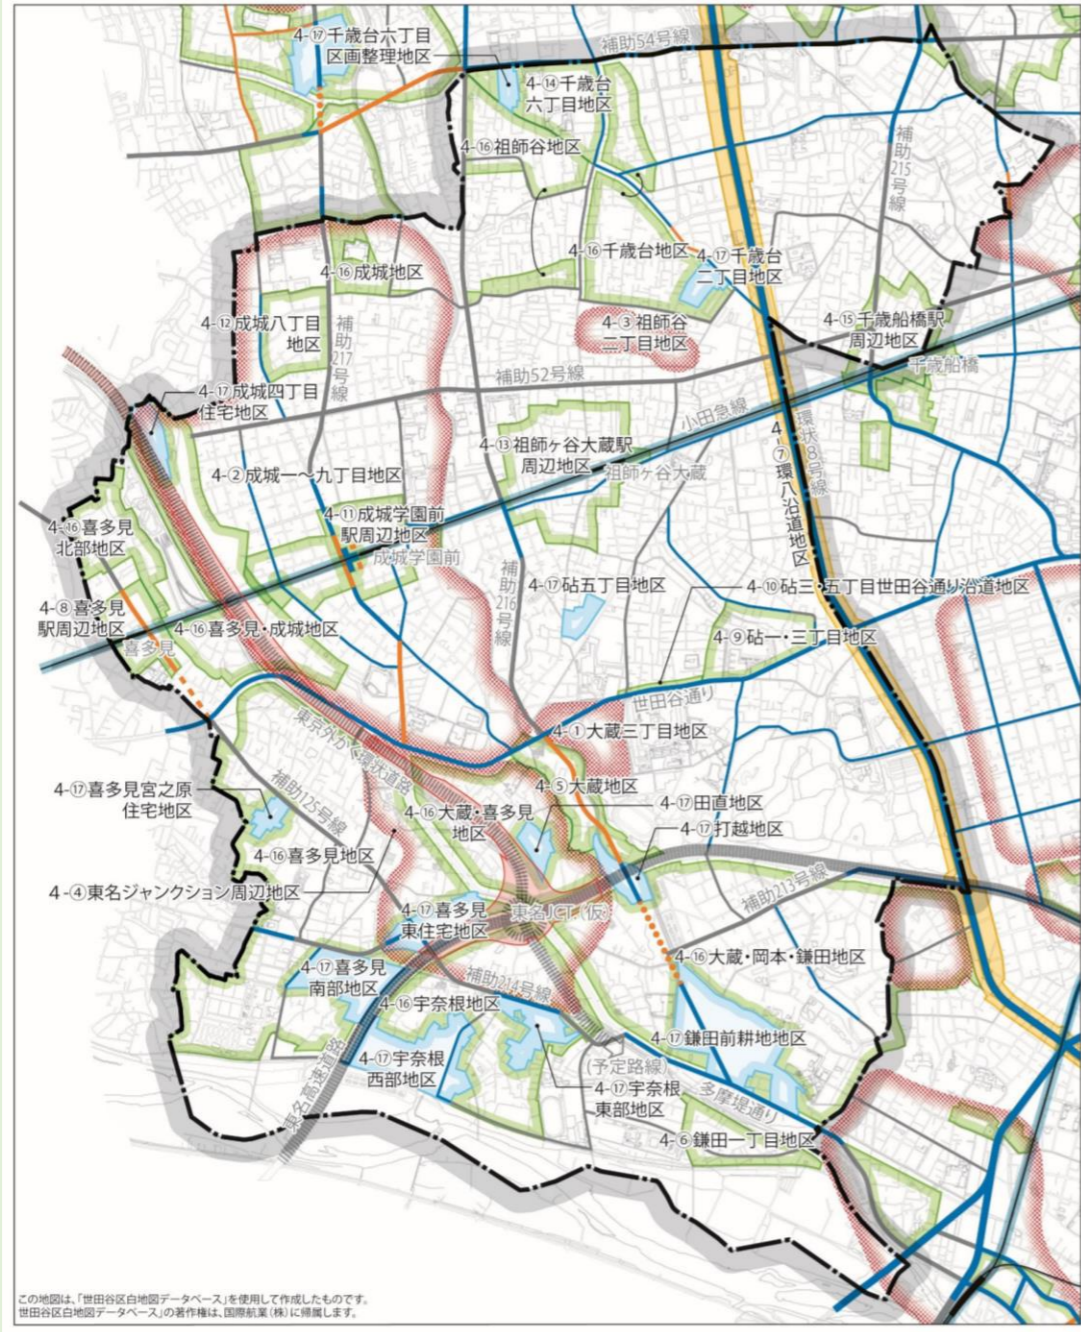 4-⑰千歳台六丁目
区画整理地区
補助54号線
4-⑭千歳台
六丁目地区
4-⑯祖師谷地区
補助215号線
4-⑯千歳台地区
4-⑰千歳台
二丁目地区
4-⑯成城地区
4-⑫成城八丁目
地区
補助217号線
4-③祖師谷
二丁目地区
4-⑮千歳船橋駅
周辺地区
千歳船橋
補助52号線
4-⑰成城四丁目
住宅地区
小田急線
環状8号線
4-⑦環八沿道地区
4-⑬祖師ヶ谷大蔵駅
周辺地区
祖師ヶ谷大蔵
4-②成城一~九丁目地区
4-⑪成城学園前
駅周辺地区
成城学園前
4-⑯喜多見
北部地区
補助216号線
4-⑰砧五丁目地区
4-⑩砧三・五丁目世田谷通り沿道地区
4-⑧喜多見
駅周辺地区
喜多見
4-⑯喜多見・成城地区
4-⑨砧一・三丁目地区
世田谷通り
東京外かく環状道路
4-①大蔵三丁目地区
4-⑤大蔵地区
4-⑰喜多見宮之原
住宅地区
補助125号線
4-⑯大蔵・喜多見
地区
4-⑰田直地区
4-⑰打越地区
4-⑯喜多見地区
4-④東名ジャンクション周辺地区
補助213号線
4-⑰喜多見
東住宅地区
東名JCT(仮)
4-⑯大蔵・岡本・鎌田地区
4-⑰喜多見
南部地区
補助214号線
4-⑯宇奈根地区
4-⑰鎌田前耕地地区
4-⑰宇奈根
西部地区
(予定路線)
4-⑰宇奈根
東部地区
多摩堤通り
東名高速道路
4-⑥鎌田一丁目地区
この地図は、「世田谷区白地図データベース」を使用して作成したものです。
世田谷区白地図データベース」の著作権は、国際航業(株)に帰属します。